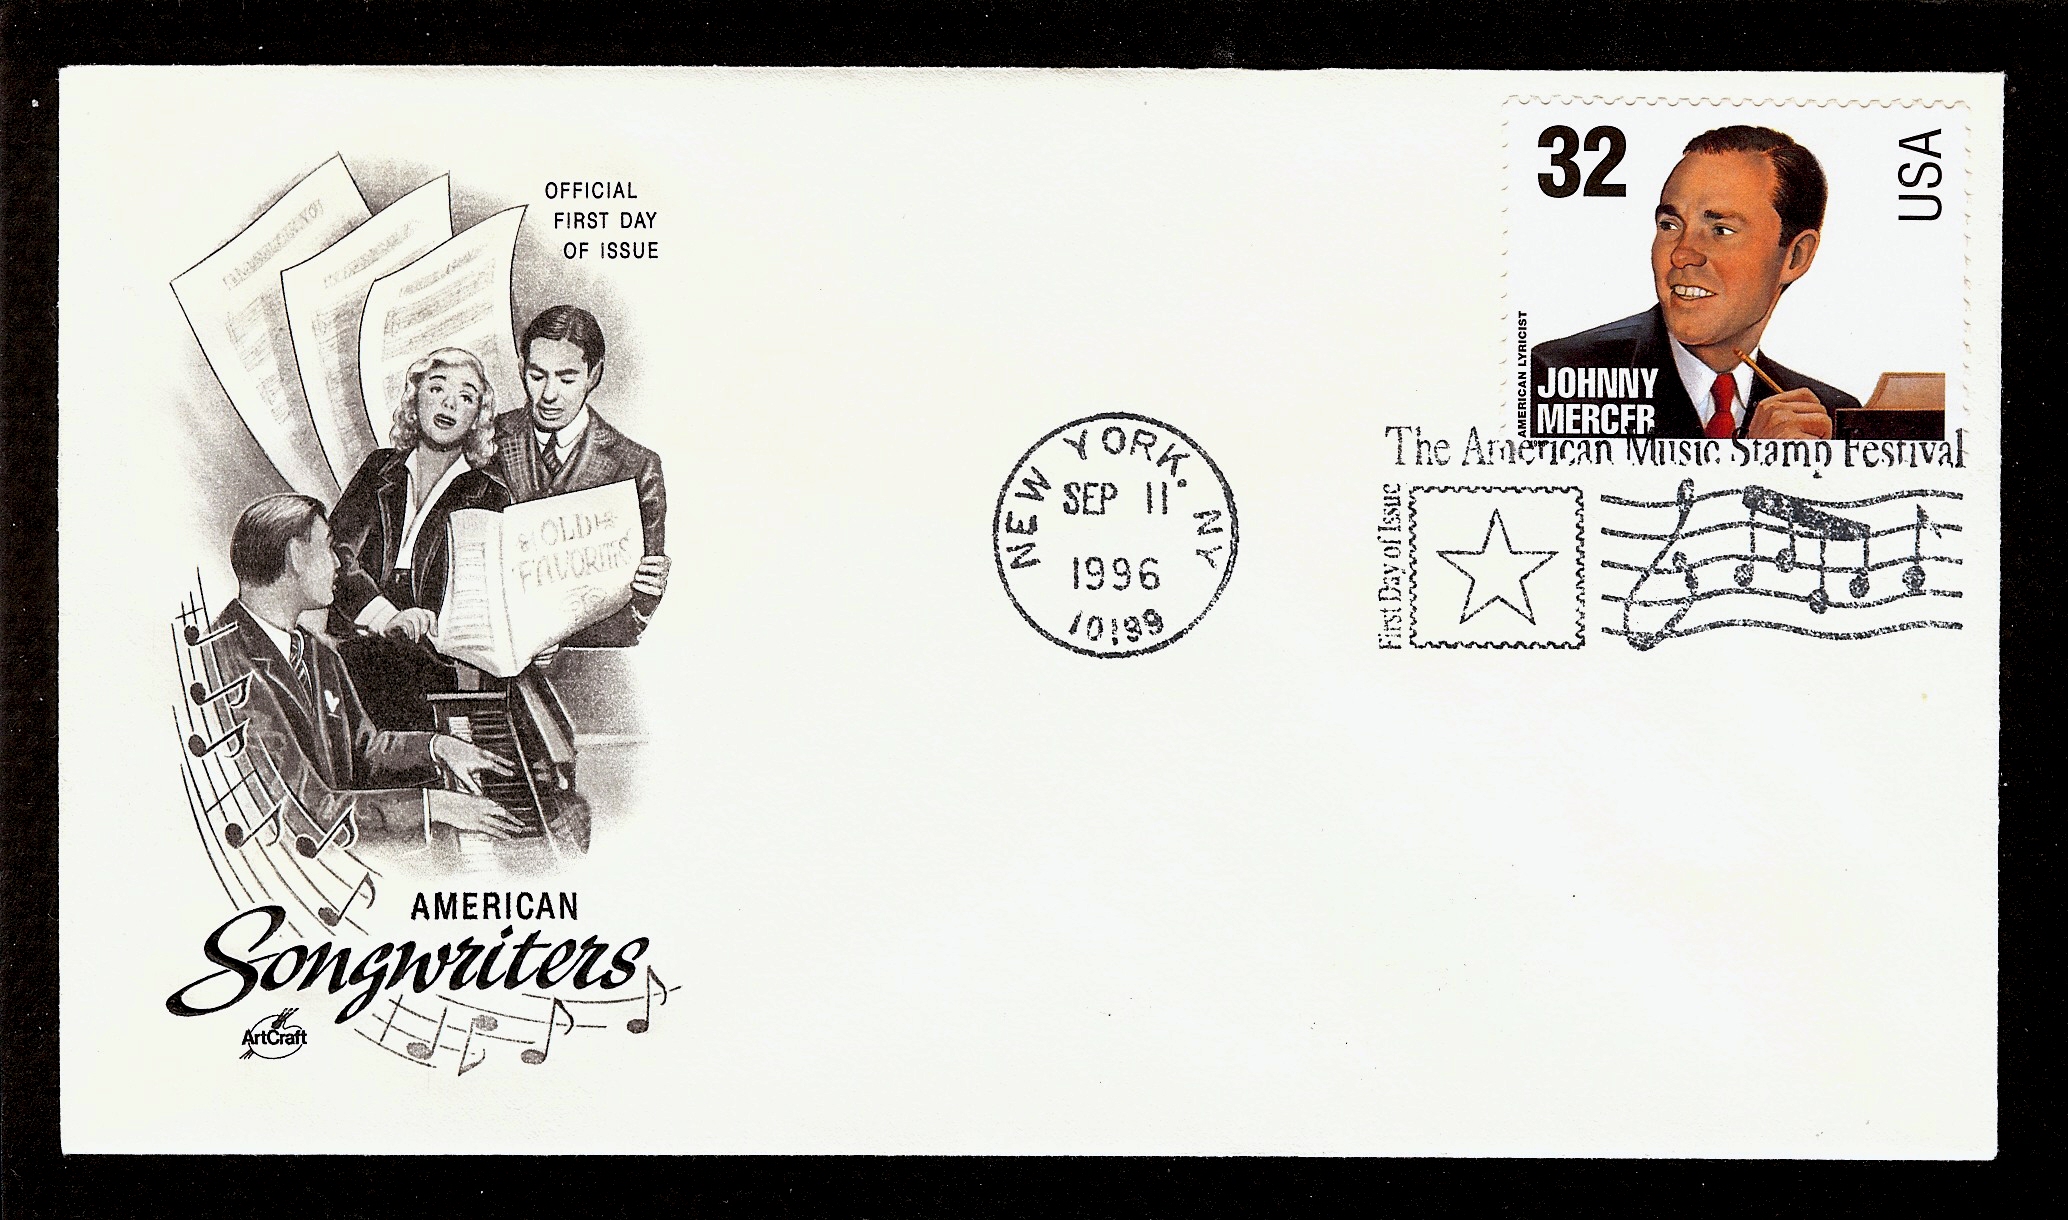 OFFICIAL
FIRST DAY
OF ISSUE
32
USA
AMERICAN LYRICIST
JOHNNY
MERCER
The American Music Stamp Festival
First Day of Issue
NEW YORK. NY
SEP 11
1996
& OLD
FAVORITES
AMERICAN
Songwriters
ArtCraft